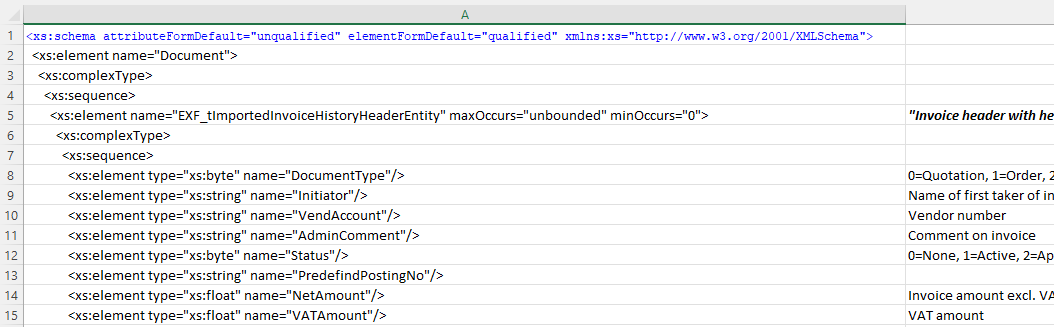 A
1 <xs:schema attributeFormDefault="unqualified" elementFormDefault="qualified" xmlns:xs="http://www.w3.org/2001/XMLSchema">
2 <xs:element name="Document">
3 <xs:complexType>
4 <xs:sequence>
5 <xs:element name="EXF_tImportedInvoiceHistoryHeaderEntity" maxOccurs="unbounded" minOccurs="0"> "Invoice header with he
6 <xs:complexType>
7 <xs:sequence>
8 <xs:element type="xs:byte" name="DocumentType"/> 0=Quotation, 1=Order, 2
9 <xs:element type="xs:string" name="Initiator"/> Name of first taker of in
10 <xs:element type="xs:string" name="VendAccount"/> Vendor number
11 <xs:element type="xs:string" name="AdminComment"/> Comment on invoice
12 <xs:element type="xs:byte" name="Status"/> 0=None, 1=Active, 2=Ap
13 <xs:element type="xs:string" name="PredefindPostingNo"/>
14 <xs:element type="xs:float" name="NetAmount"/> Invoice amount excl. VA
15 <xs:element type="xs:float" name="VATAmount"/> VAT amount